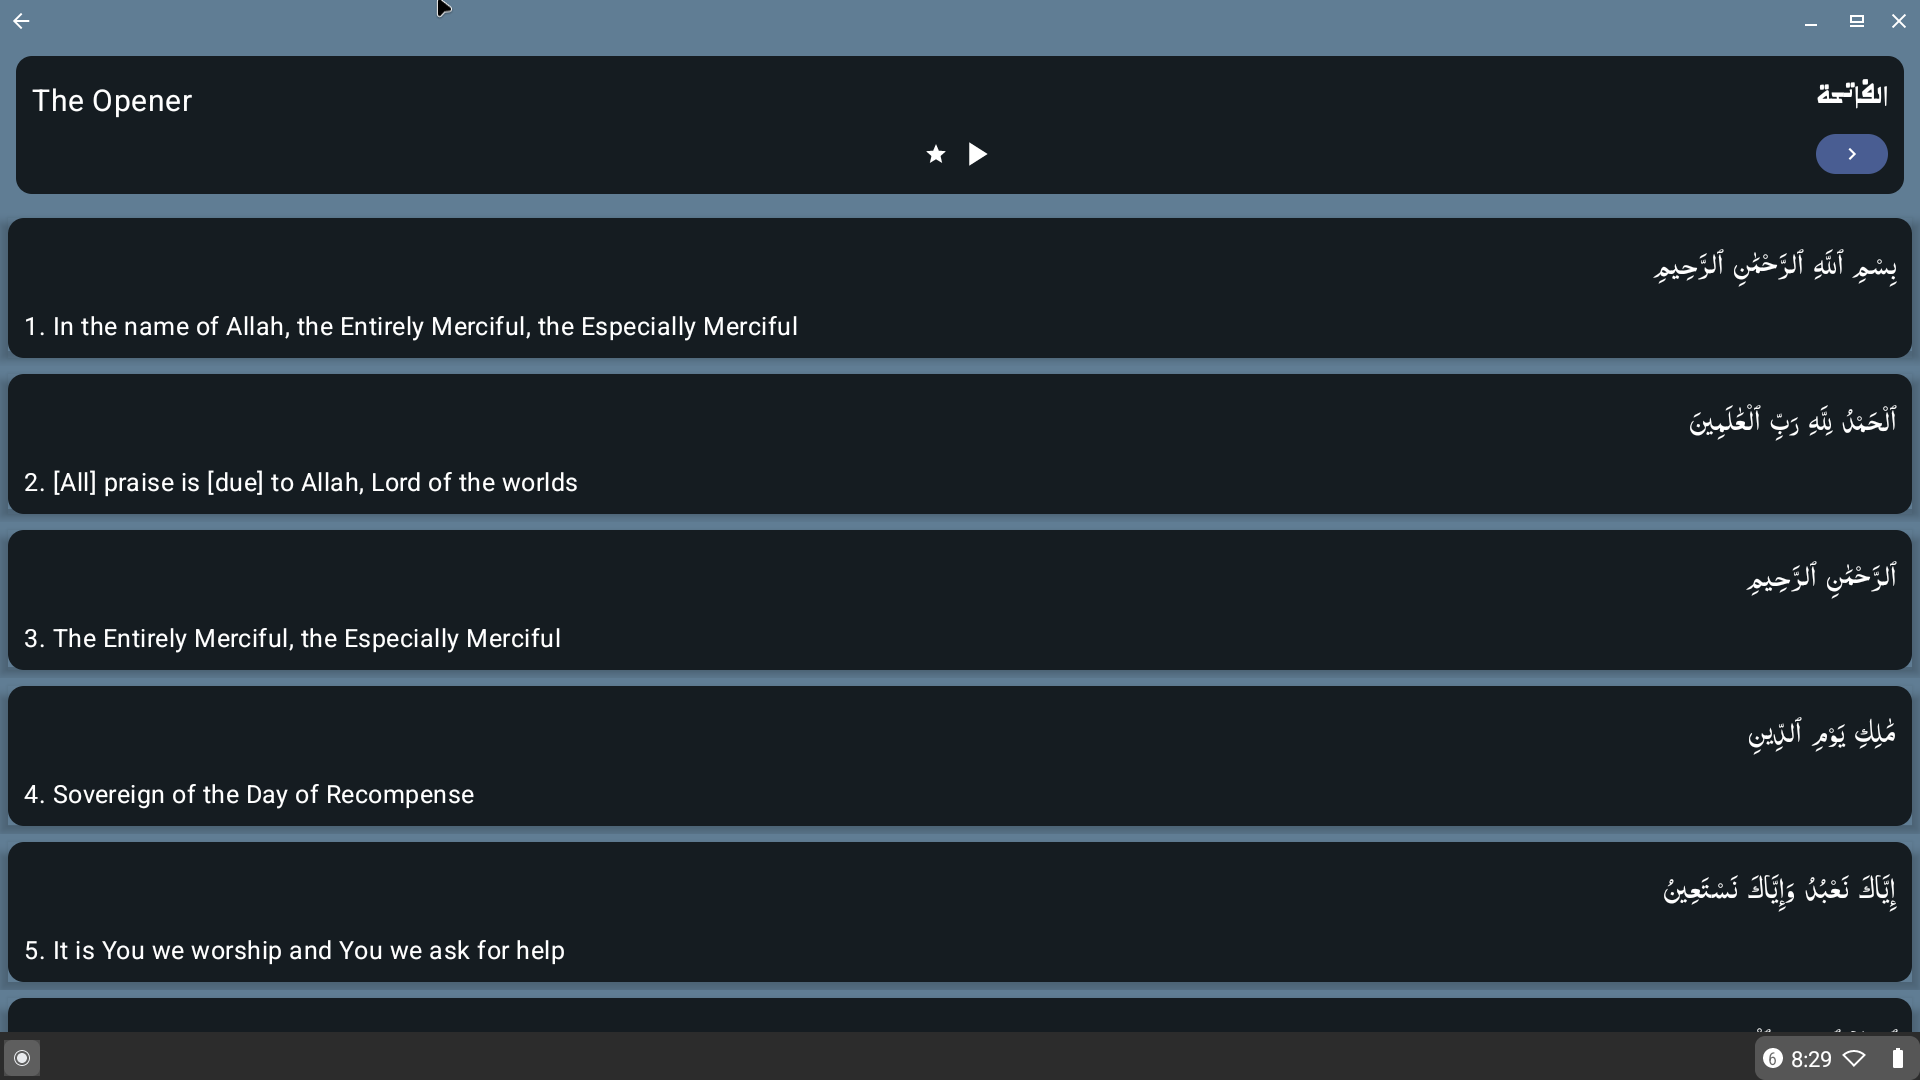 The Opener
الفاتحة
بِسْمِ ٱللَّهِ ٱلرَّحْمَٰنِ ٱلرَّحِيمِ
1. In the name of Allah, the Entirely Merciful, the Especially Merciful
ٱلْحَمْدُ لِلَّهِ رَبِّ ٱلْعَٰلَمِينَ
2. [All] praise is [due] to Allah, Lord of the worlds
ٱلرَّحْمَٰنِ ٱلرَّحِيمِ
3. The Entirely Merciful, the Especially Merciful
مَٰلِكِ يَوْمِ ٱلدِّينِ
4. Sovereign of the Day of Recompense
إِيَّاكَ نَعْبُدُ وَإِيَّاكَ نَسْتَعِينُ
5. It is You we worship and You we ask for help
6 8:29